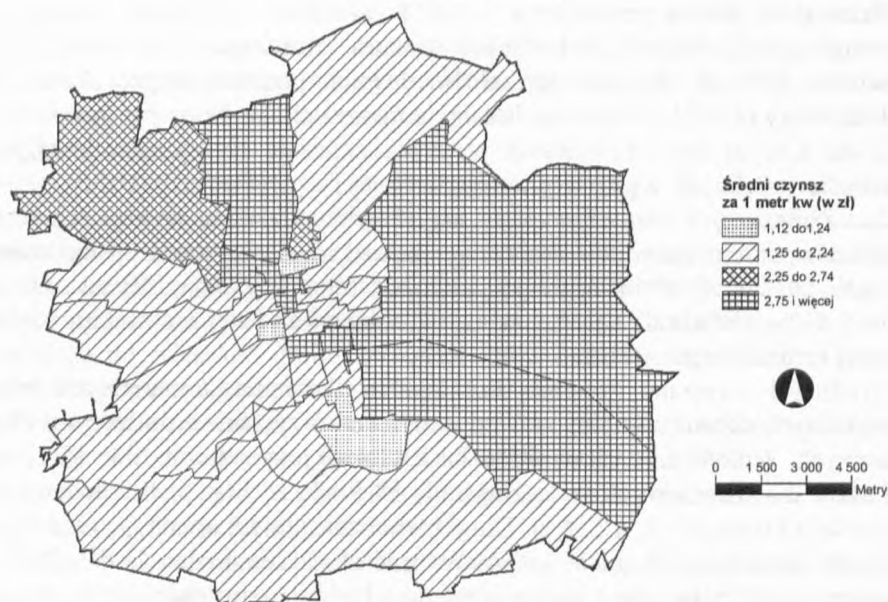 Średni czynsz
za 1 metr kw (w zł)
1,12 do1,24
1,25 do 2,24
2,25 do 2,74
2,75 i więcej
0 1 500 3 000 4 500
Metry